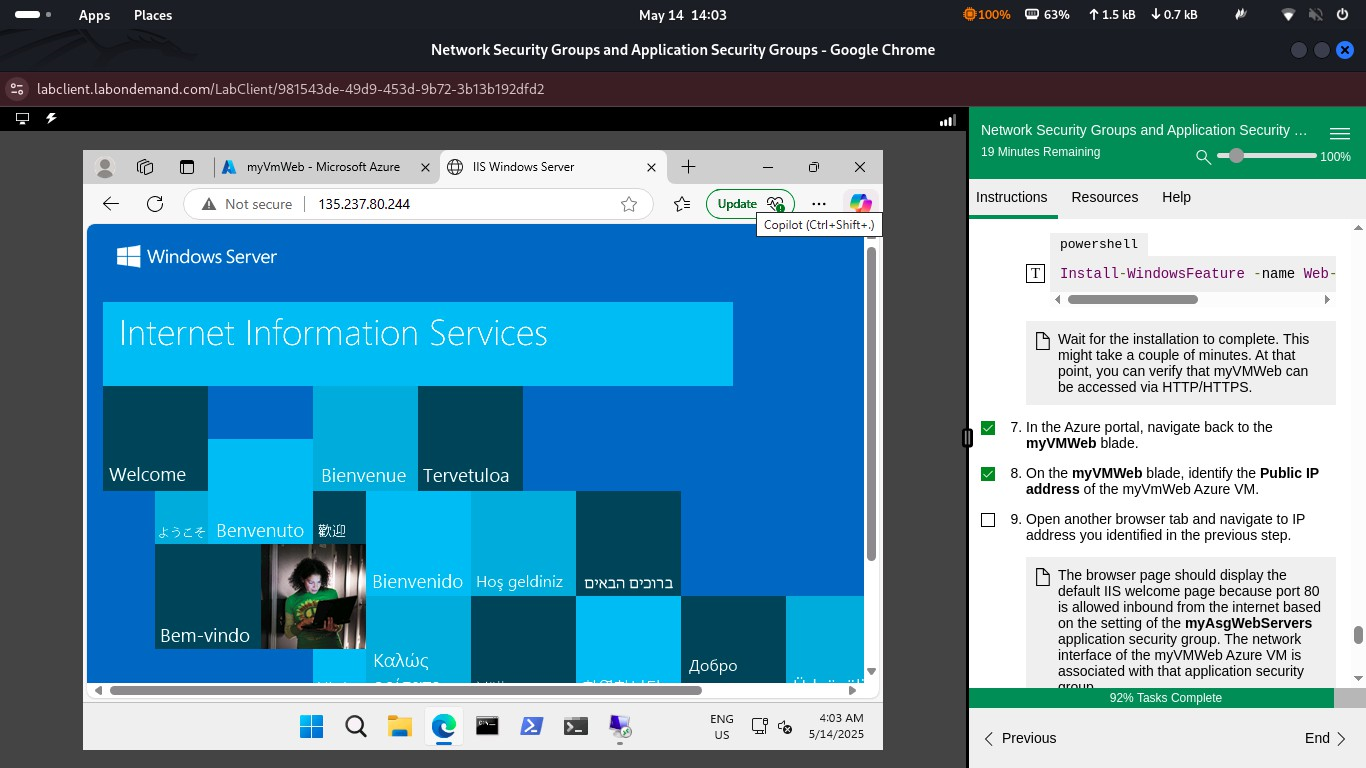 Apps Places May 14 14:03 100% 63% 1.5 kB 0.7 kB
Network Security Groups and Application Security Groups - Google Chrome
labclient.labondemand.com/LabClient/981543de-49d9-453d-9b72-3b13b192dfd2
myVmWeb - Microsoft Azure
IIS Windows Server
Not secure 135.237.80.244
Update
Copilot (Ctrl+Shift+.)
Windows Server
Internet Information Services
Welcome
Bienvenue
Tervetuloa
ようこそ
Benvenuto
歡迎
Bienvenido
Hoş geldiniz
ברוכים הבאים
Bem-vindo
Καλώς
Добро
ENG
US
4:03 AM
5/14/2025
Network Security Groups and Application Security ...
19 Minutes Remaining
100%
Instructions Resources Help
powershell
T
Install-WindowsFeature -name Web-
Wait for the installation to complete. This
might take a couple of minutes. At that
point, you can verify that myVMWeb can
be accessed via HTTP/HTTPS.
7. In the Azure portal, navigate back to the
myVMWeb blade.
8. On the myVMWeb blade, identify the Public IP
address of the myVmWeb Azure VM.
9. Open another browser tab and navigate to IP
address you identified in the previous step.
The browser page should display the
default IIS welcome page because port 80
is allowed inbound from the internet based
on the setting of the myAsgWebServers
application security group. The network
interface of the myVMWeb Azure VM is
associated with that application security
group.
92% Tasks Complete
Previous
End